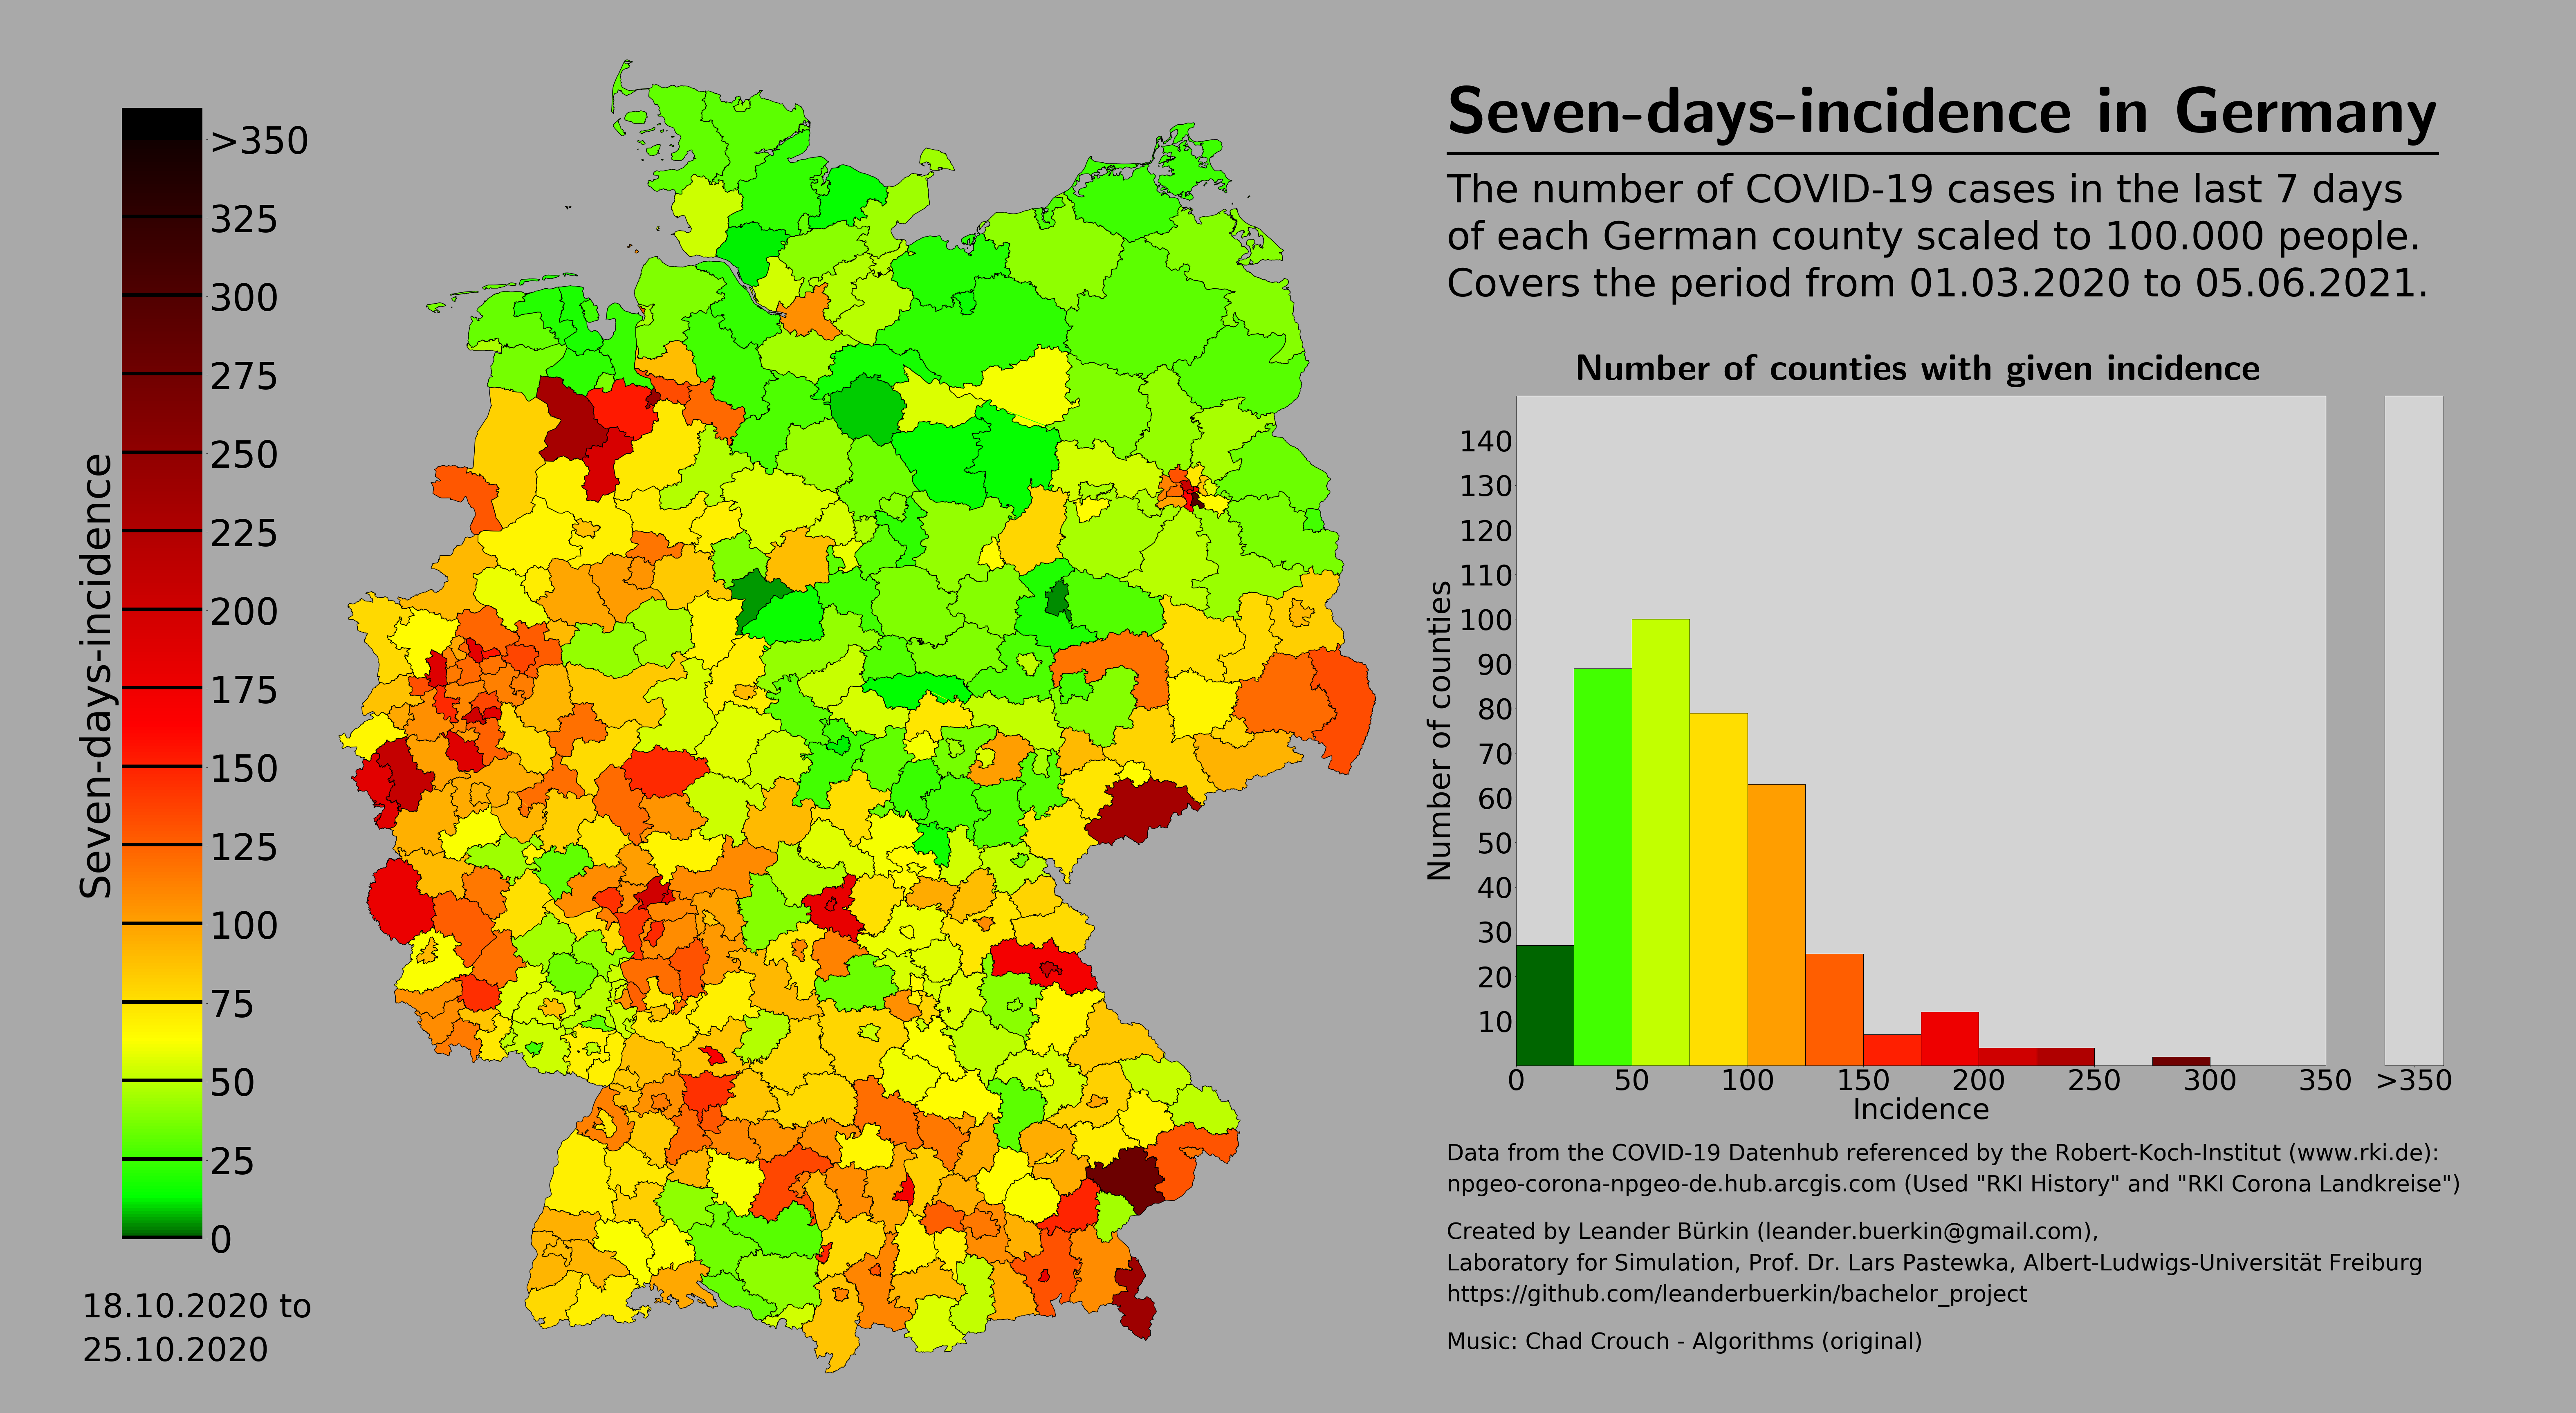 Seven-days-incidence
>350
325
300
275
250
225
200
175
150
125
100
75
50
25
0
18.10.2020 to
25.10.2020
Seven-days-incidence in Germany
The number of COVID-19 cases in the last 7 days
of each German county scaled to 100.000 people.
Covers the period from 01.03.2020 to 05.06.2021.
Number of counties with given incidence
Number of counties
140
130
120
110
100
90
80
70
60
50
40
30
20
10
0 50 100 150 200 250 300 350 >350
Incidence
Data from the COVID-19 Datenhub referenced by the Robert-Koch-Institut (www.rki.de):
npgeo-corona-npgeo-de.hub.arcgis.com (Used "RKI History" and "RKI Corona Landkreise")
Created by Leander Bürkin (leander.buerkin@gmail.com),
Laboratory for Simulation, Prof. Dr. Lars Pastewka, Albert-Ludwigs-Universität Freiburg
https://github.com/leanderbuerkin/bachelor_project
Music: Chad Crouch - Algorithms (original)